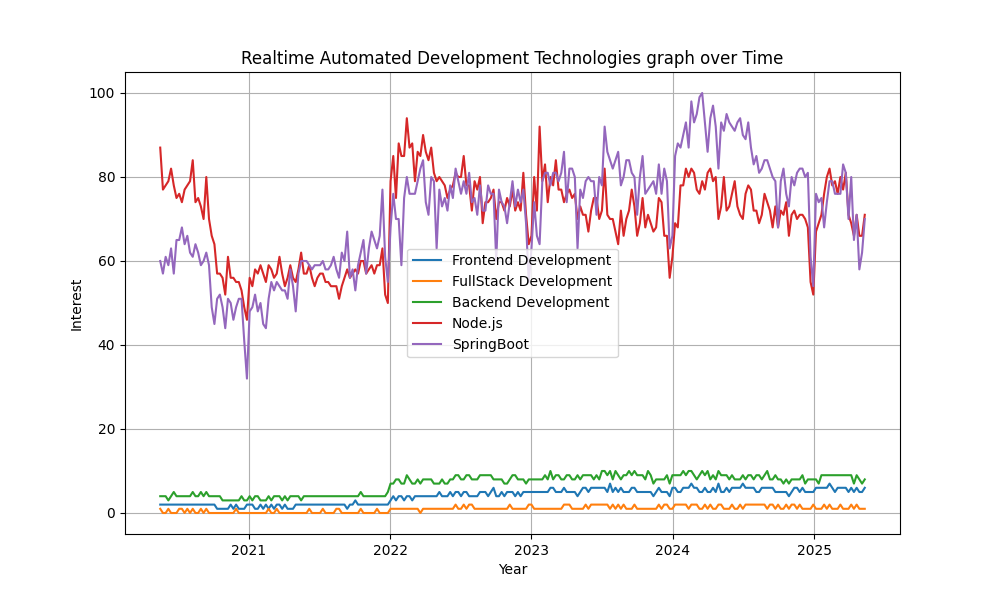 Realtime Automated Development Technologies graph over Time
100
80
60
40
20
0
Interest
Frontend Development
FullStack Development
Backend Development
Node.js
SpringBoot
2021 2022 2023 2024 2025
Year